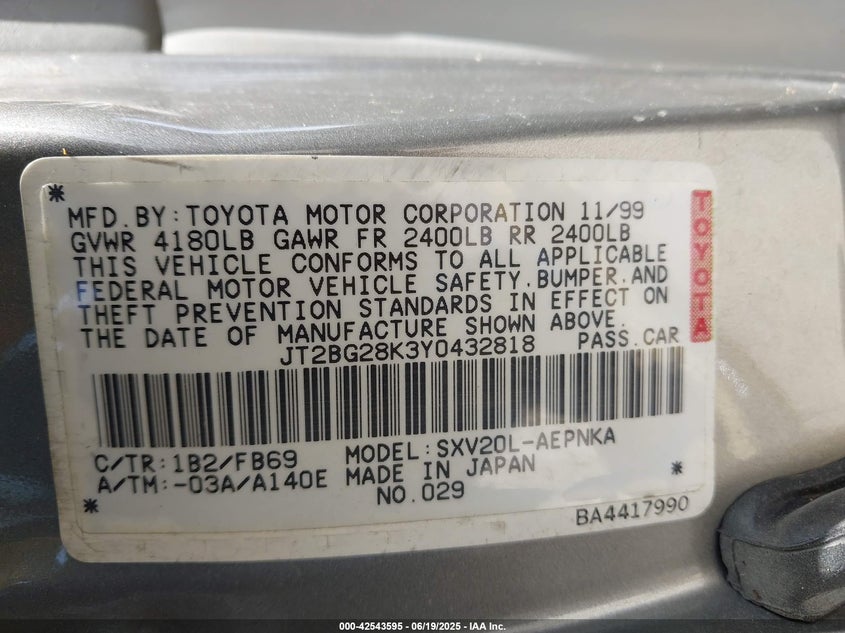 MFD.BY:TOYOTA MOTOR CORPORATION 11/99
GVWR 4180LB GAWR FR 2400LB RR 2400LB
THIS VEHICLE CONFORMS TO ALL APPLICABLE
FEDERAL MOTOR VEHICLE SAFETY,BUMPER,AND
THEFT PREVENTION STANDARDS IN EFFECT ON
THE DATE OF MANUFACTURE SHOWN ABOVE.
JT2BG28K3Y0432818 PASS.CAR
TOYOTA
C/TR:1B2/FB69 MODEL:SXV20L-AEPNKA
A/TM:-03A/A140E MADE IN JAPAN
NO.029
BA4417990
000-42543595 - 06/19/2025 - IAA Inc.